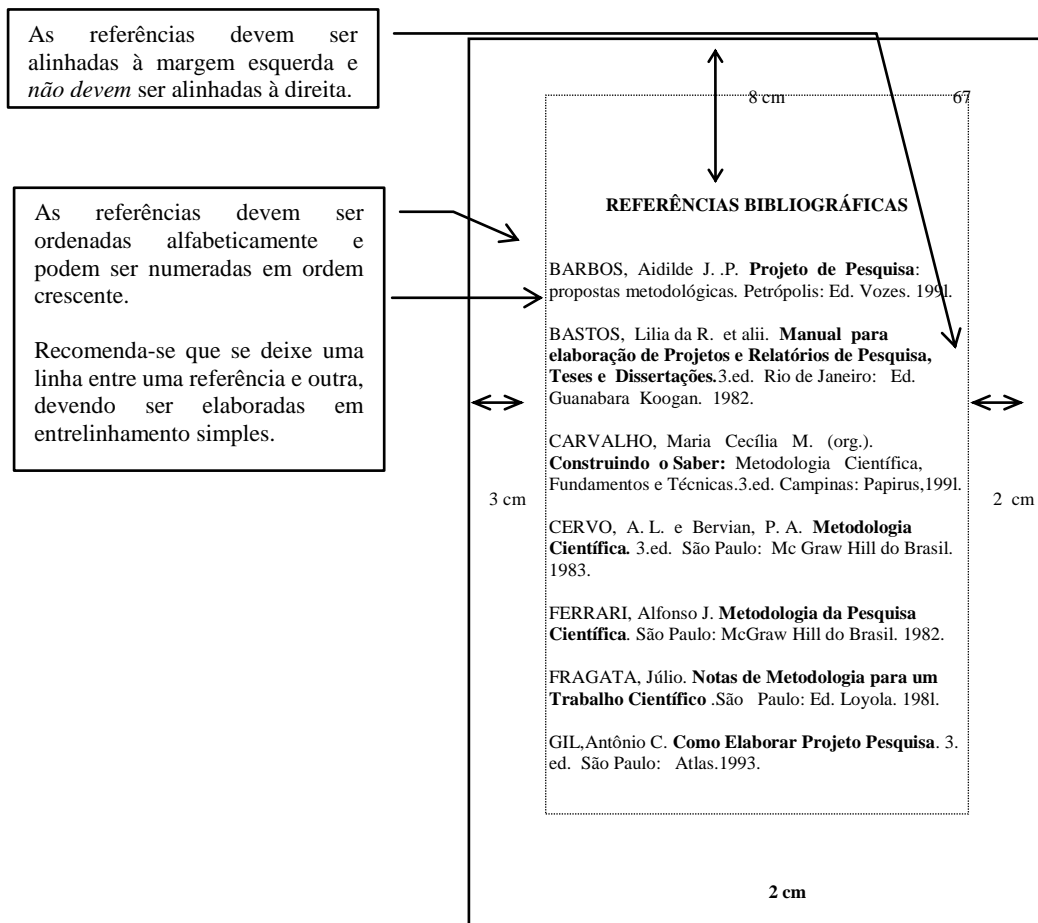 As referências devem ser
alinhadas à margem esquerda e
não devem ser alinhadas à direita.
As referências devem ser
ordenadas alfabeticamente e
podem ser numeradas em ordem
crescente.
Recomenda-se que se deixe uma
linha entre uma referência e outra,
devendo ser elaboradas em
entrelinhamento simples.
8 cm
67
REFERÊNCIAS BIBLIOGRÁFICAS
BARBOS, Aidilde J. .P. Projeto de Pesquisa:
propostas metodológicas. Petrópolis: Ed. Vozes. 199l.
BASTOS, Lilia da R. et alii. Manual para
elaboração de Projetos e Relatórios de Pesquisa,
Teses e Dissertações.3.ed. Rio de Janeiro: Ed.
Guanabara Koogan. 1982.
CARVALHO, Maria Cecília M. (org.).
Construindo o Saber: Metodologia Científica,
Fundamentos e Técnicas.3.ed. Campinas: Papirus,199l.
CERVO, A. L. e Bervian, P. A. Metodologia
Científica. 3.ed. São Paulo: Mc Graw Hill do Brasil.
1983.
FERRARI, Alfonso J. Metodologia da Pesquisa
Científica. São Paulo: McGraw Hill do Brasil. 1982.
FRAGATA, Júlio. Notas de Metodologia para um
Trabalho Científico .São Paulo: Ed. Loyola. 198l.
GIL,Antônio C. Como Elaborar Projeto Pesquisa. 3.
ed. São Paulo: Atlas.1993.
3 cm
2 cm
2 cm